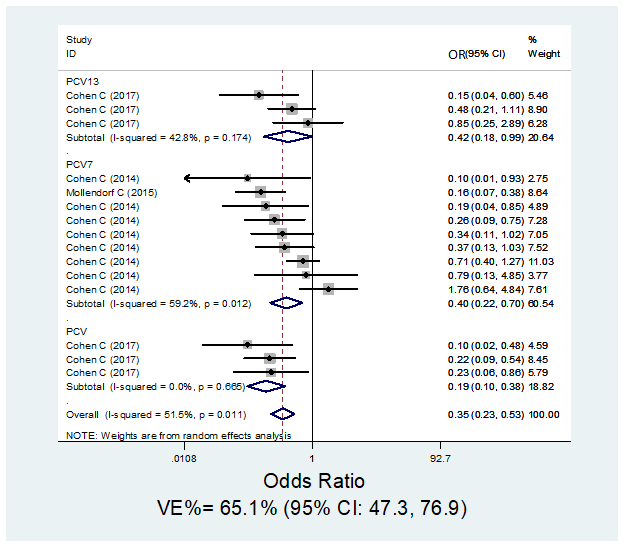 Study %
ID OR(95% CI) Weight
PCV13
Cohen C (2017) 0.15 (0.04, 0.60) 5.46
Cohen C (2017) 0.48 (0.21, 1.11) 8.90
Cohen C (2017) 0.85 (0.25, 2.89) 6.28
Subtotal (I-squared = 42.8%, p = 0.174) 0.42 (0.18, 0.99) 20.64
.
PCV7
Cohen C (2014) 0.10 (0.01, 0.93) 2.75
Mollendorf C (2015) 0.16 (0.07, 0.38) 8.64
Cohen C (2014) 0.19 (0.04, 0.85) 4.89
Cohen C (2014) 0.26 (0.09, 0.75) 7.28
Cohen C (2014) 0.34 (0.11, 1.02) 7.05
Cohen C (2014) 0.37 (0.13, 1.03) 7.52
Cohen C (2014) 0.71 (0.40, 1.27) 11.03
Cohen C (2014) 0.79 (0.13, 4.85) 3.77
Cohen C (2014) 1.76 (0.64, 4.84) 7.61
Subtotal (I-squared = 59.2%, p = 0.012) 0.40 (0.22, 0.70) 60.54
.
PCV
Cohen C (2017) 0.10 (0.02, 0.48) 4.59
Cohen C (2017) 0.22 (0.09, 0.54) 8.45
Cohen C (2017) 0.23 (0.06, 0.86) 5.79
Subtotal (I-squared = 0.0%, p = 0.665) 0.19 (0.10, 0.38) 18.82
.
Overall (I-squared = 51.5%, p = 0.011) 0.35 (0.23, 0.53) 100.00
NOTE: Weights are from random effects analysis
.0108 1 92.7
Odds Ratio
VE%= 65.1% (95% CI: 47.3, 76.9)